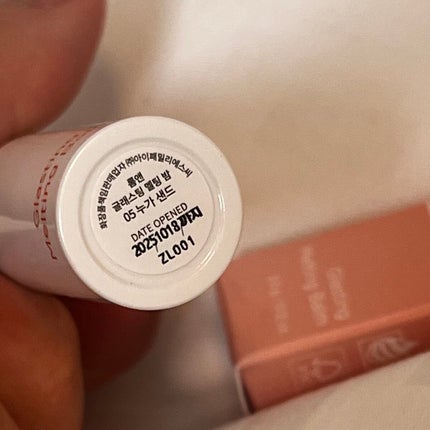 화장품책임판매업자 ㈜아이패밀리에스씨
롬앤
글래스팅 멜팅 밤
05 누가 샌드
DATE OPENED
20251018까지
ZL001
Glasting
Melting